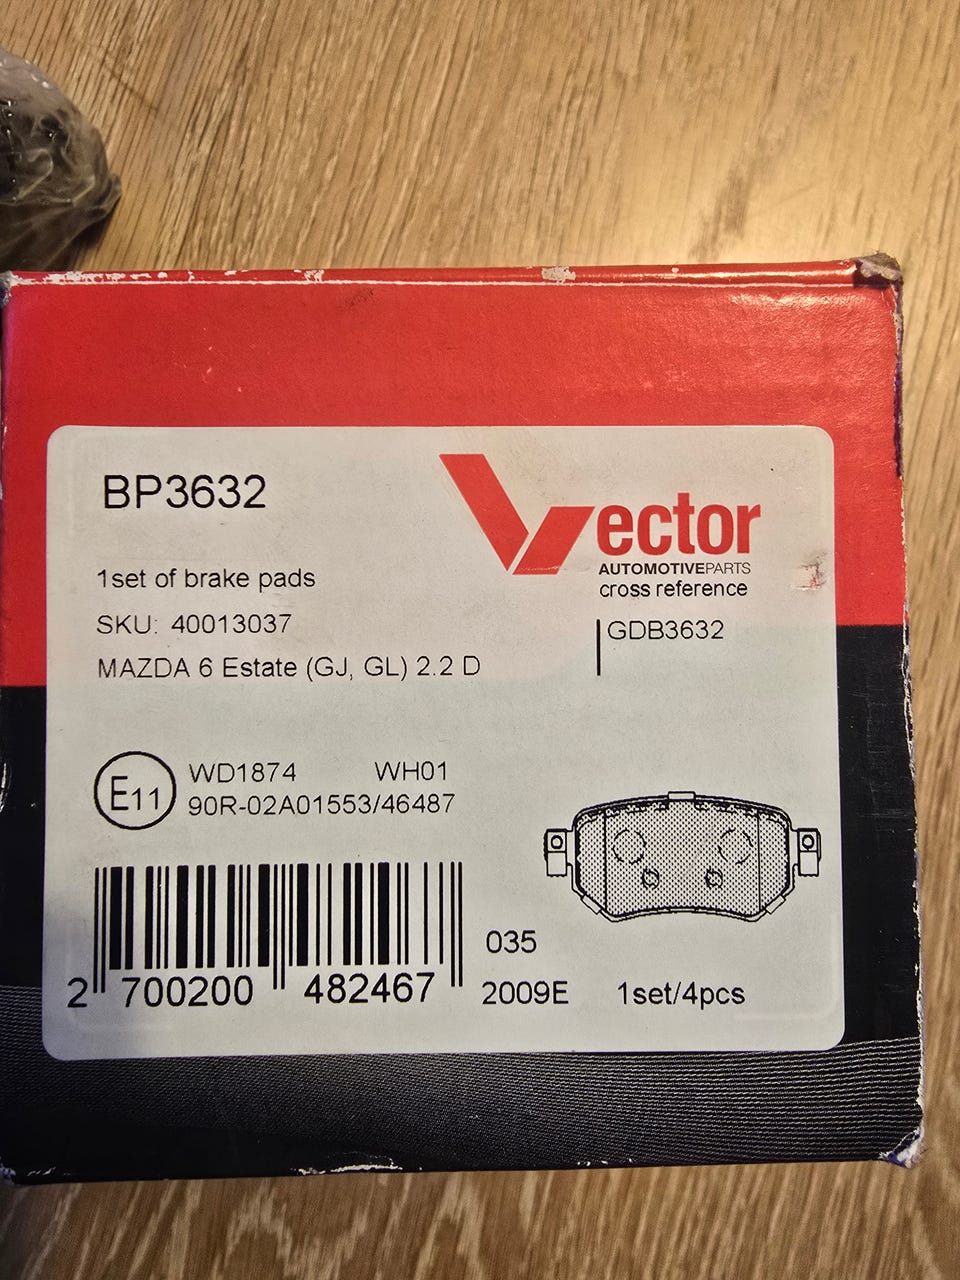 BP3632
Vector
AUTOMOTIVEPARTS
1set of brake pads
cross reference
SKU: 40013037
GDB3632
MAZDA 6 Estate (GJ, GL) 2.2 D
E11
WD1874 WH01
90R-02A01553/46487
035
2 700200 482467
2009E 1set/4pcs